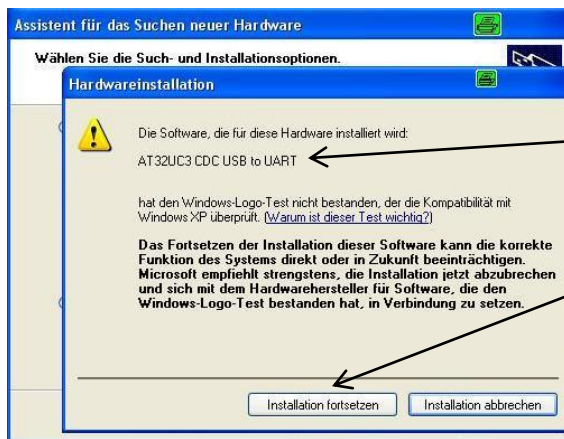 Assistent für das Suchen neuer Hardware
Wählen Sie die Such- und Installationsoptionen.
Hardwareinstallation
Die Software, die für diese Hardware installiert wird:
AT32UC3 CDC USB to UART
hat den Windows-Logo-Test nicht bestanden, der die Kompatibilität mit
Windows XP überprüft. (Warum ist dieser Test wichtig?)
Das Fortsetzen der Installation dieser Software kann die korrekte
Funktion des Systems direkt oder in Zukunft beeinträchtigen.
Microsoft empfiehlt strengstens, die Installation jetzt abzubrechen
und sich mit dem Hardwarehersteller für Software, die den
Windows-Logo-Test bestanden hat, in Verbindung zu setzen.
Installation fortsetzen Installation abbrechen